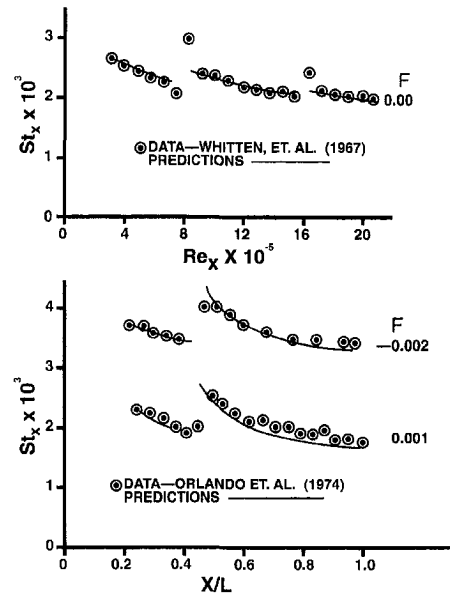 3
2
1
0
St_x x 10^3
F
0.00
DATA—WHITTEN, ET. AL. (1967)
PREDICTIONS
0 4 8 12 16 20
Re_X X 10^-5
4
3
2
1
0
St_x x 10^3
F
—0.002
0.001
DATA—ORLANDO ET. AL. (1974)
PREDICTIONS
0 0.2 0.4 0.6 0.8 1.0
X/L